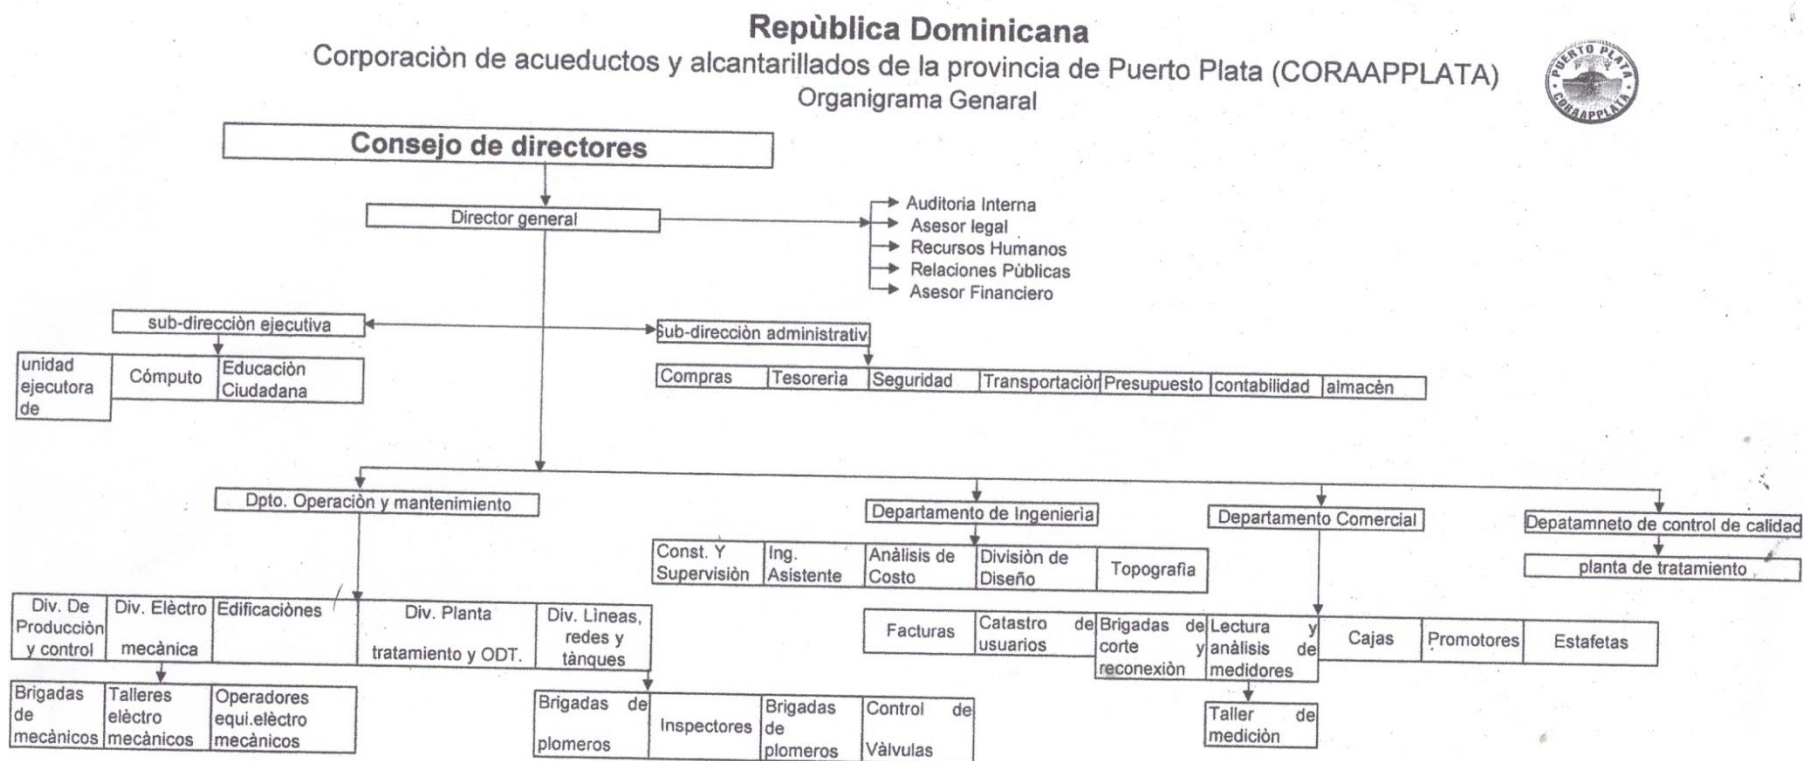 Repùblica Dominicana
Corporaciòn de acueductos y alcantarillados de la provincia de Puerto Plata (CORAAPPLATA)
Organigrama Genaral
PUERTO PLATA
CORAAPPLATA
Consejo de directores
Director general
Auditoria Interna
Asesor legal
Recursos Humanos
Relaciones Pùblicas
Asesor Financiero
sub-direcciòn ejecutiva
Sub-direcciòn administrativ
unidad
ejecutora
de
Cómputo
Educaciòn
Ciudadana
Compras
Tesorerìa
Seguridad
Transportaciòn
Presupuesto
contabilidad
almacèn
Dpto. Operaciòn y mantenimiento
Departamento de Ingenierìa
Departamento Comercial
Depatamneto de control de calidad
Const. Y
Supervisiòn
Ing.
Asistente
Anàlisis de
Costo
Divisiòn de
Diseño
Topografìa
planta de tratamiento
Div. De
Producciòn
y control
Div. Elèctro
mecànica
Edificaciònes
Div. Planta
tratamiento y ODT.
Div. Lìneas,
redes y
tànques
Facturas
Catastro de
usuarios
Brigadas de
corte y
reconexiòn
Lectura y
anàlisis de
medidores
Cajas
Promotores
Estafetas
Brigadas
de
mecànicos
Talleres
elèctro
mecànicos
Operadores
equi.elèctro
mecànicos
Brigadas de
plomeros
Inspectores
Brigadas
de
plomeros
Control de
Vàlvulas
Taller de
mediciòn